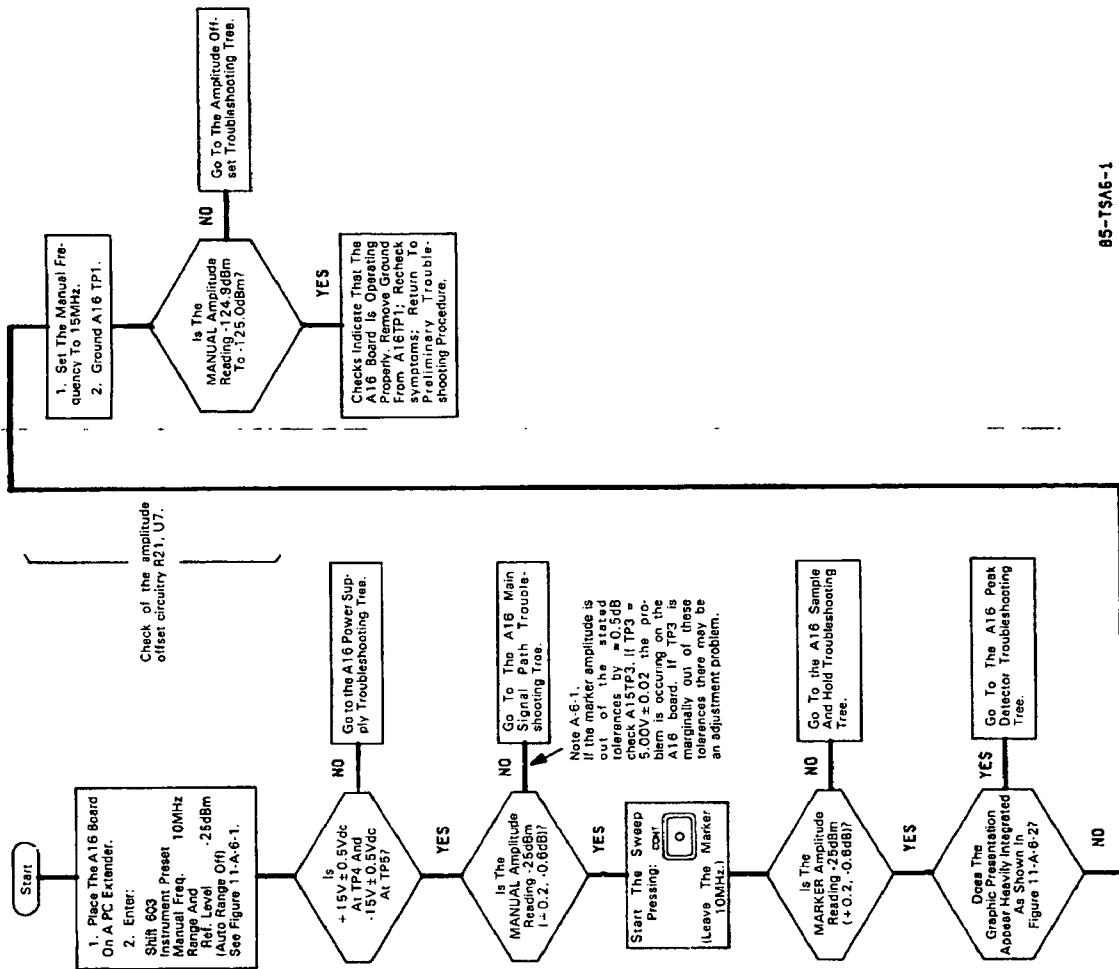 Start
1. Place The A16 Board
On A PC Extender.
2. Enter:
Shift 603
Instrument Preset
Manual Freq. 10MHz
Range And
Ref. Level -25dBm
(Auto Range Off)
See Figure 11-A-6-1.
Check of the amplitude
offset circuitry R21, U7.
Is
+15V±0.5Vdc
At TP4 And
-15V±0.5Vdc
At TP5?
NO
Go to the A16 Power Sup-
ply Troubleshooting Tree.
YES
Is The
MANUAL Amplitude
Reading -25dBm
(+0.2, -0.6dB)?
NO
Go To The A16 Main
Signal Path Trouble-
shooting Tree.
Note A-6-1.
If the marker amplitude is
out of the stated
tolerances by ≈0.5dB
check A15TP3. If TP3 =
5.00V±0.02 the pro-
blem is occuring on the
A16 board. If TP3 is
marginally out of these
tolerances there may be
an adjustment problem.
YES
Start The Sweep
Pressing:
CONT
(Leave The Marker
10MHz.)
Is The
MARKER Amplitude
Reading -25dBm
(+0.2, -0.6dB)?
NO
Go To the A16 Sample
And Hold Troubleshooting
Tree.
YES
Does The
Graphic Presentation
Appear Heavily Integrated
As Shown In
Figure 11-A-6-2?
YES
Go To The A16 Peak
Detector Troubleshooting
Tree.
NO
1. Set The Manual Fre-
quency To 15MHz.
2. Ground A16 TP1.
Is The
MANUAL Amplitude
Reading -124.9dBm
To -125.0dBm?
NO
Go To The Amplitude Off-
set Troubleshooting Tree.
YES
Checks Indicate That The
A16 Board Is Operating
Properly. Remove Ground
From A16TP1; Recheck
symptoms; Return To
Preliminary Trouble-
shooting Procedure.
85-TSA6-1